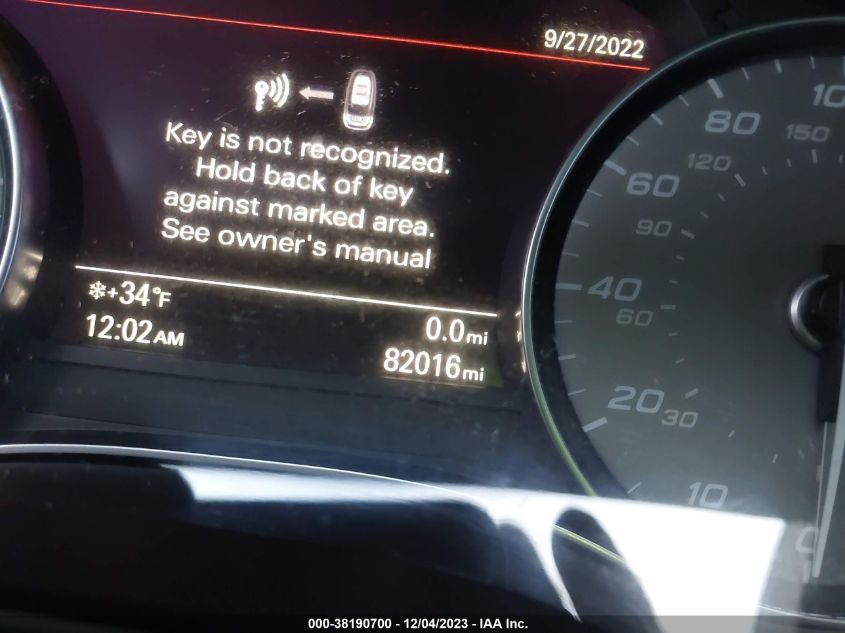 9/27/2022
Key is not recognized.
Hold back of key
against marked area.
See owner's manual
❄+34°F
12:02AM
0.0mi
82016mi
10
80
150
60
120
90
40
60
20
30
10
0
000-38190700 - 12/04/2023 - IAA Inc.